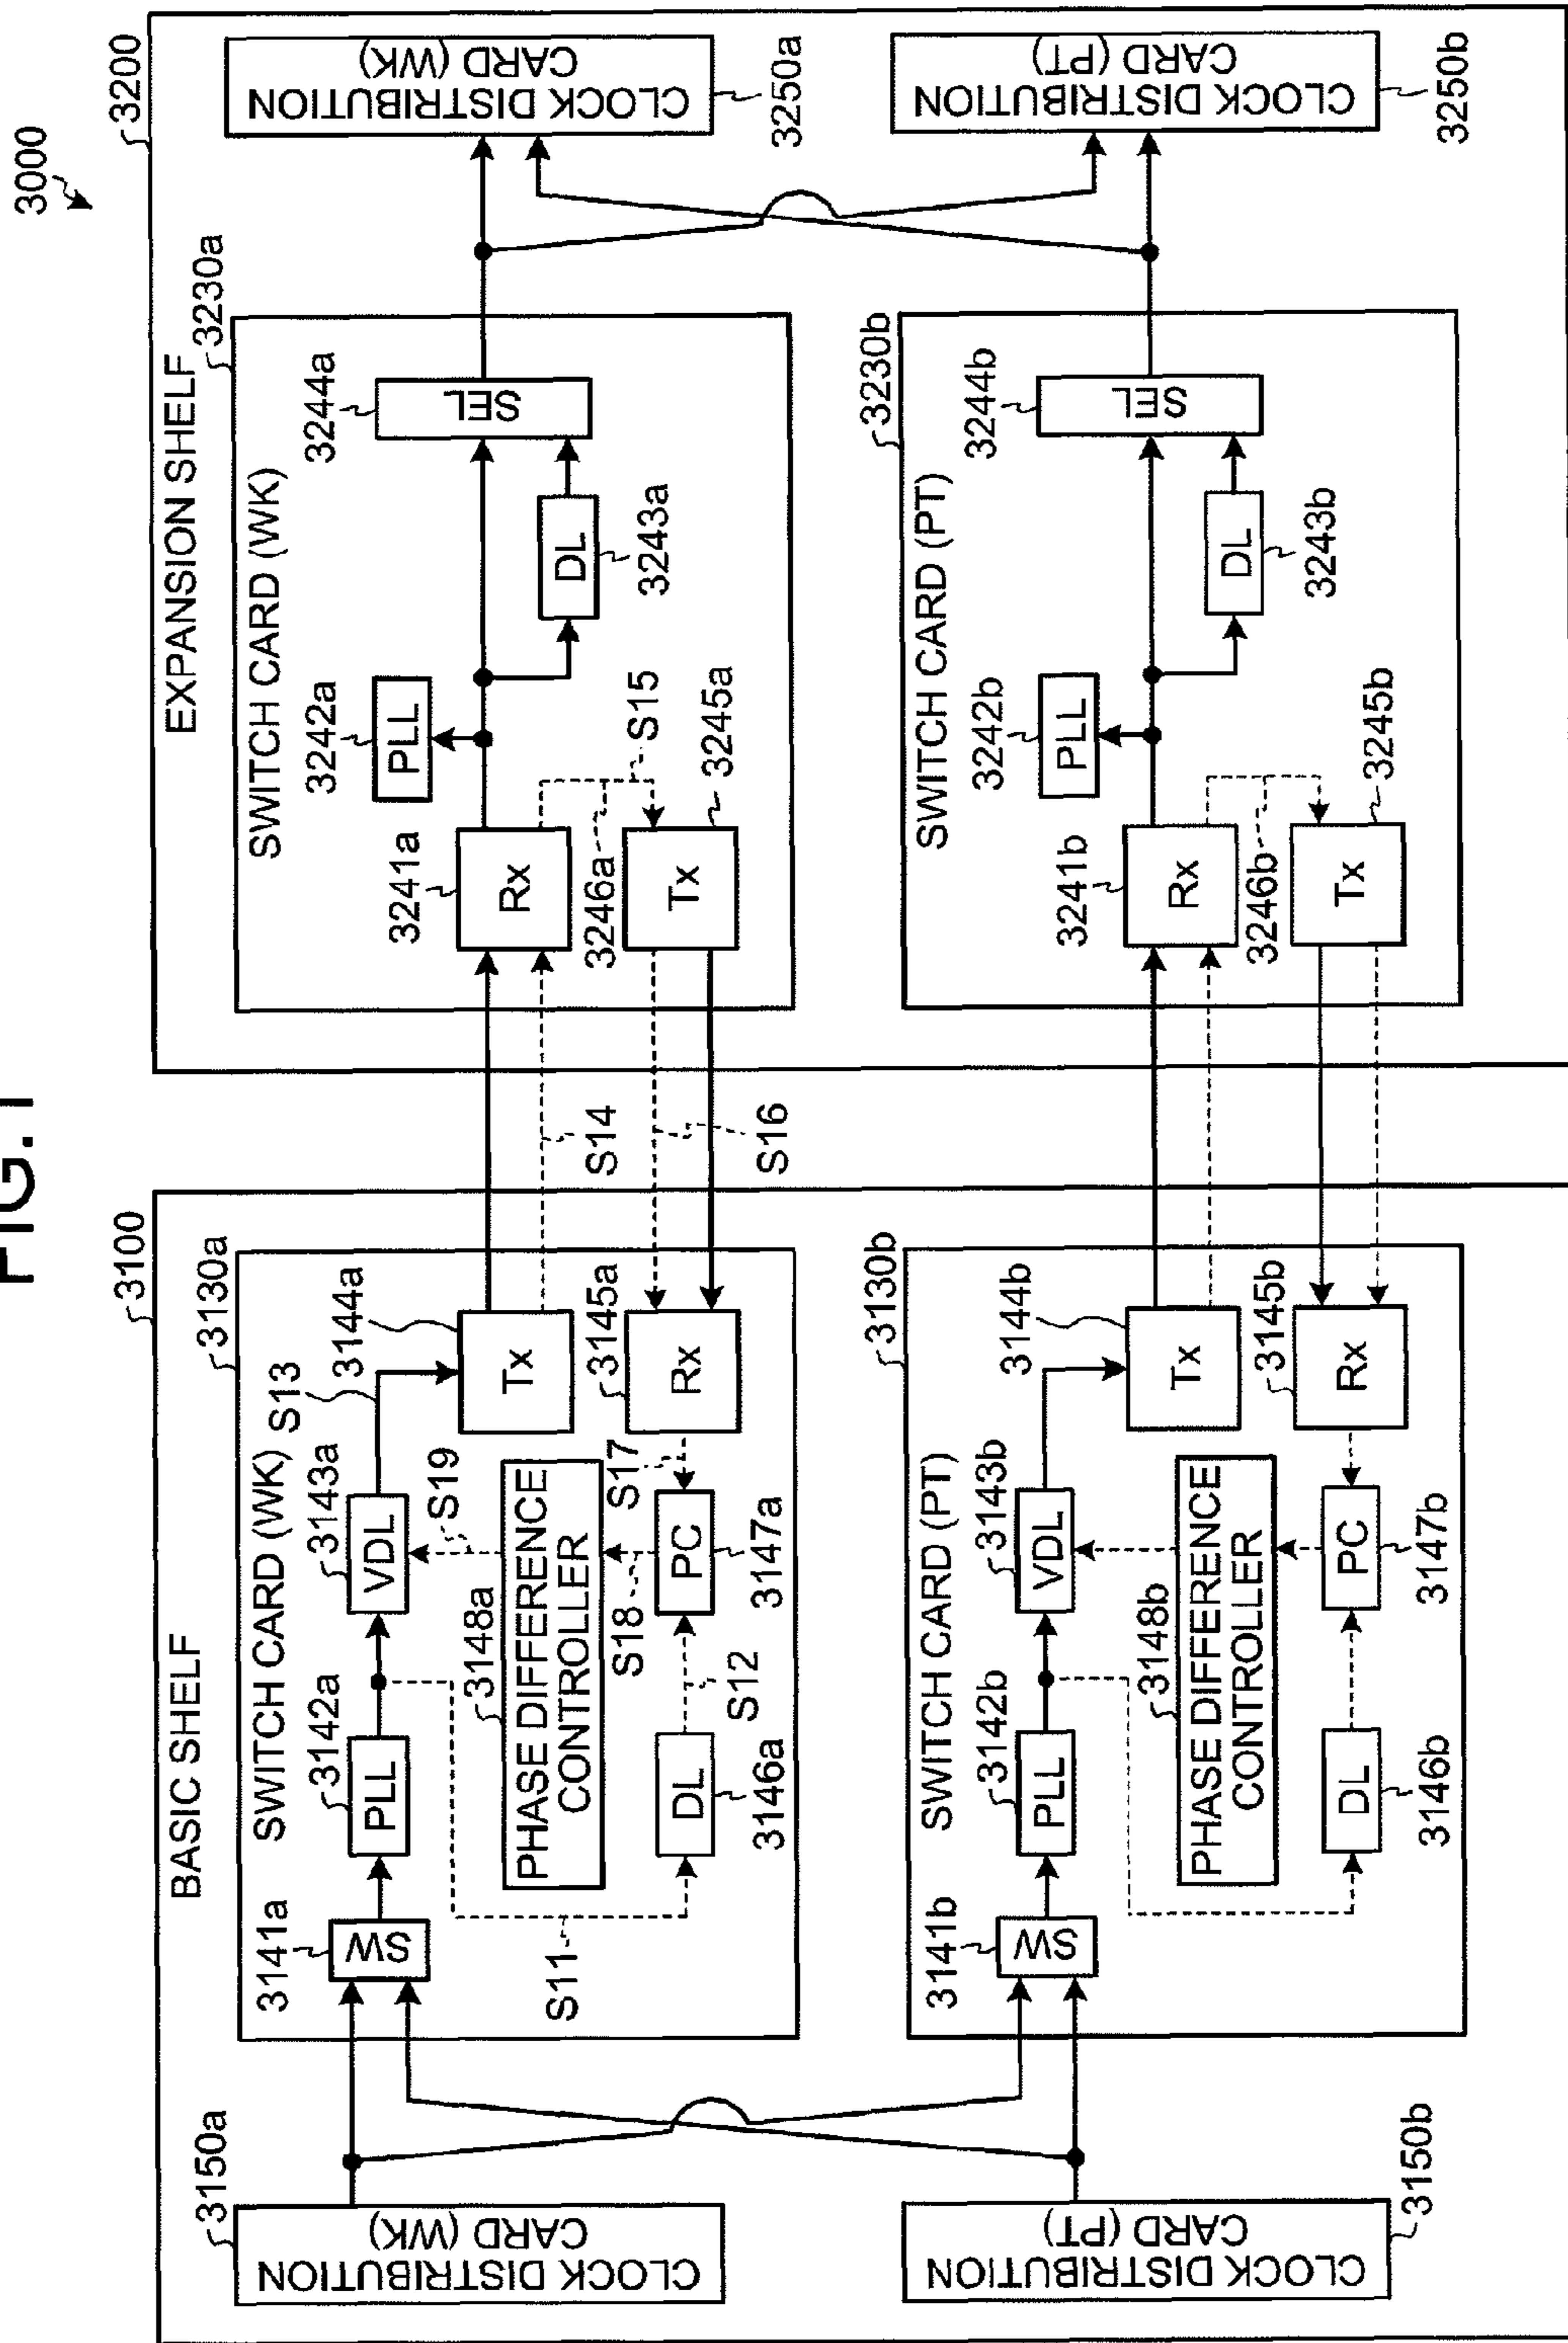 FIG.1
3000
BASIC SHELF
3100
EXPANSION SHELF
3200
3150a
CLOCK DISTRIBUTION
CARD (WK)
3130a
SWITCH CARD (WK)
3141a
SW
3142a
PLL
3143a
VDL
S13
3144a
Tx
S19
3148a
PHASE DIFFERENCE
CONTROLLER
S11
S18
S17
3145a
Rx
DL
3146a
S12
PC
3147a
S14
S16
3230a
SWITCH CARD (WK)
3241a
Rx
3242a
PLL
3244a
SEL
DL
3243a
3246a
S15
Tx
3245a
CLOCK DISTRIBUTION
CARD (WK)
3250a
3150b
CLOCK DISTRIBUTION
CARD (PT)
3130b
SWITCH CARD (PT)
3141b
SW
3142b
PLL
3143b
VDL
3144b
Tx
3148b
PHASE DIFFERENCE
CONTROLLER
3145b
Rx
DL
3146b
PC
3147b
3230b
SWITCH CARD (PT)
3241b
Rx
3242b
PLL
3244b
SEL
DL
3243b
3246b
Tx
3245b
CLOCK DISTRIBUTION
CARD (PT)
3250b